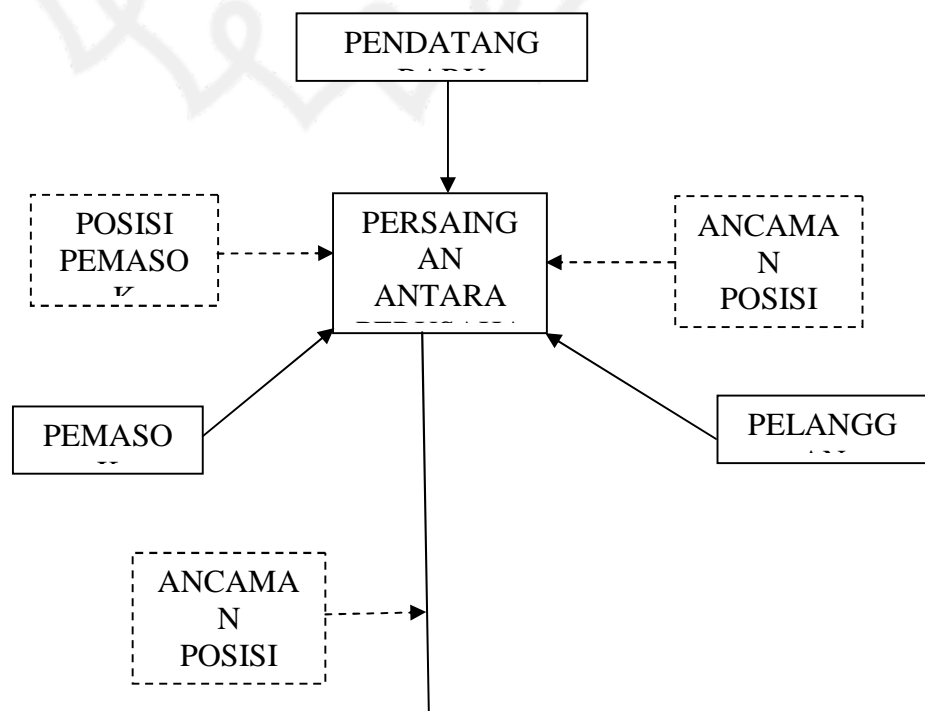 PENDATANG
POSISI
PEMASO
PERSAING
AN
ANTARA
ANCAMA
N
POSISI
PEMASO
PELANGG
ANCAMA
N
POSISI